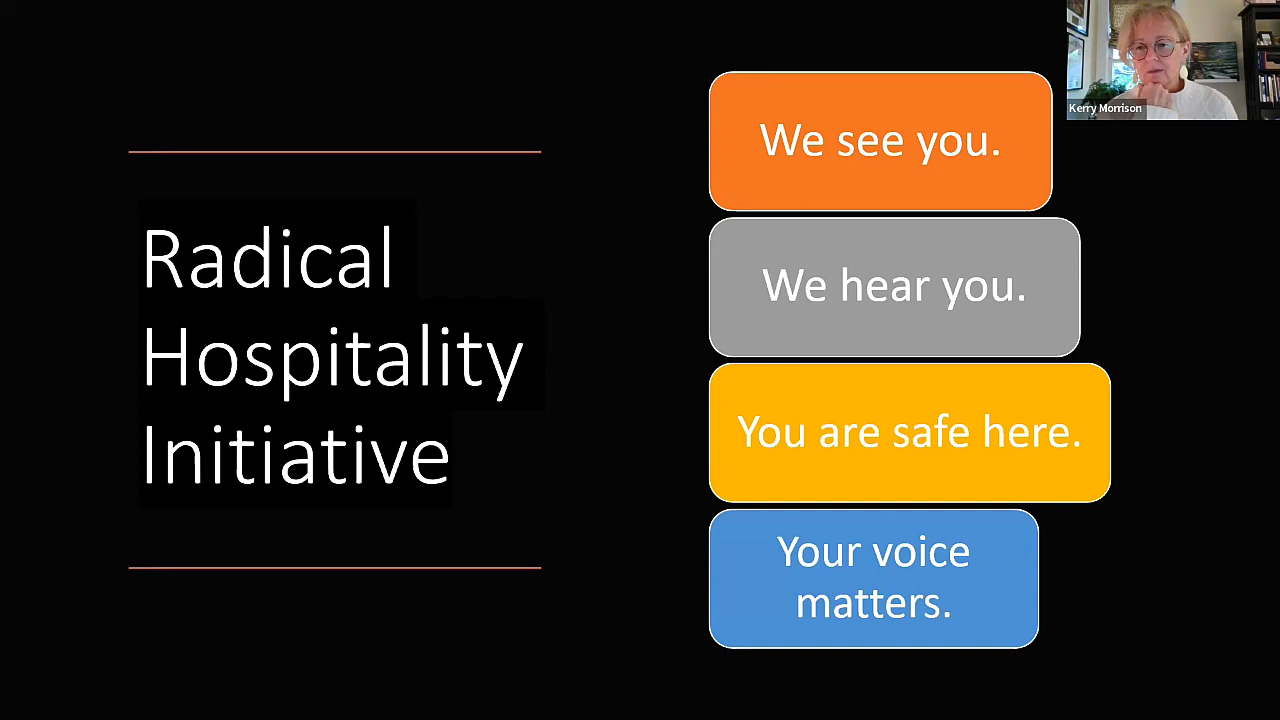 Radical
Hospitality
Initiative
We see you.
We hear you.
You are safe here.
Your voice
matters.
Kerry Morrison